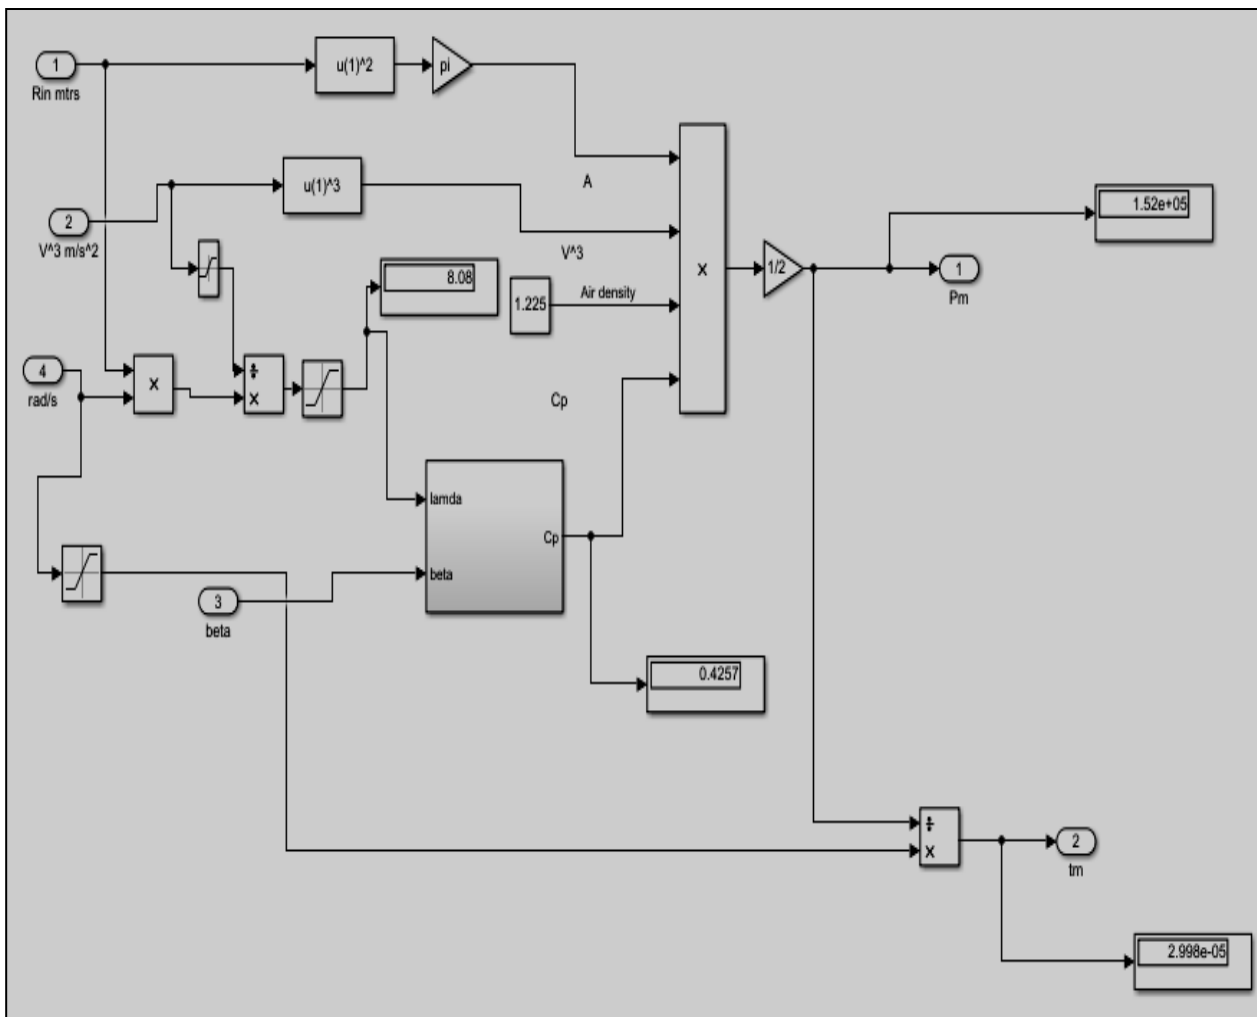 1
Rin mtrs
u(1)^2
pi
2
V^3 m/s^2
u(1)^3
A
V^3
8.08
1.225
Air density
X
1/2
1.52e+05
1
Pm
4
rad/s
X
÷
X
Cp
lamda
beta
Cp
3
beta
0.4257
÷
X
2
tm
2.998e-05